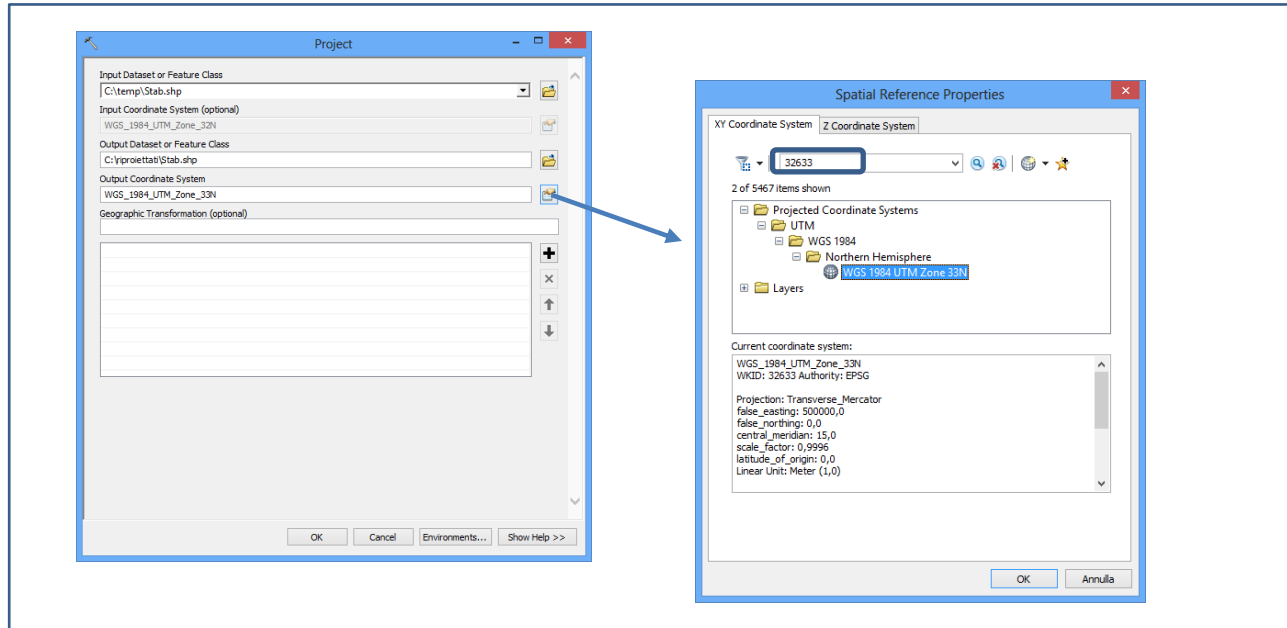 Project
Input Dataset or Feature Class
C:\temp\Stab.shp
Input Coordinate System (optional)
WGS_1984_UTM_Zone_32N
Output Dataset or Feature Class
C:\riproiettati\Stab.shp
Output Coordinate System
WGS_1984_UTM_Zone_33N
Geographic Transformation (optional)
OK
Cancel
Environments...
Show Help >>
Spatial Reference Properties
XY Coordinate System
Z Coordinate System
32633
2 of 5467 items shown
Projected Coordinate Systems
UTM
WGS 1984
Northern Hemisphere
WGS 1984 UTM Zone 33N
Layers
Current coordinate system:
WGS_1984_UTM_Zone_33N
WKID: 32633 Authority: EPSG
Projection: Transverse_Mercator
false_easting: 500000,0
false_northing: 0,0
central_meridian: 15,0
scale_factor: 0,9996
latitude_of_origin: 0,0
Linear Unit: Meter (1,0)
OK
Annulla